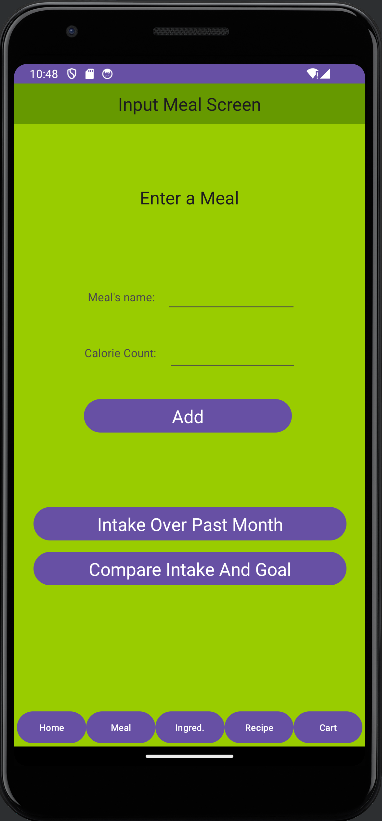 10:48
Input Meal Screen
Enter a Meal
Meal's name:
Calorie Count:
Add
Intake Over Past Month
Compare Intake And Goal
Home Meal Ingred. Recipe Cart